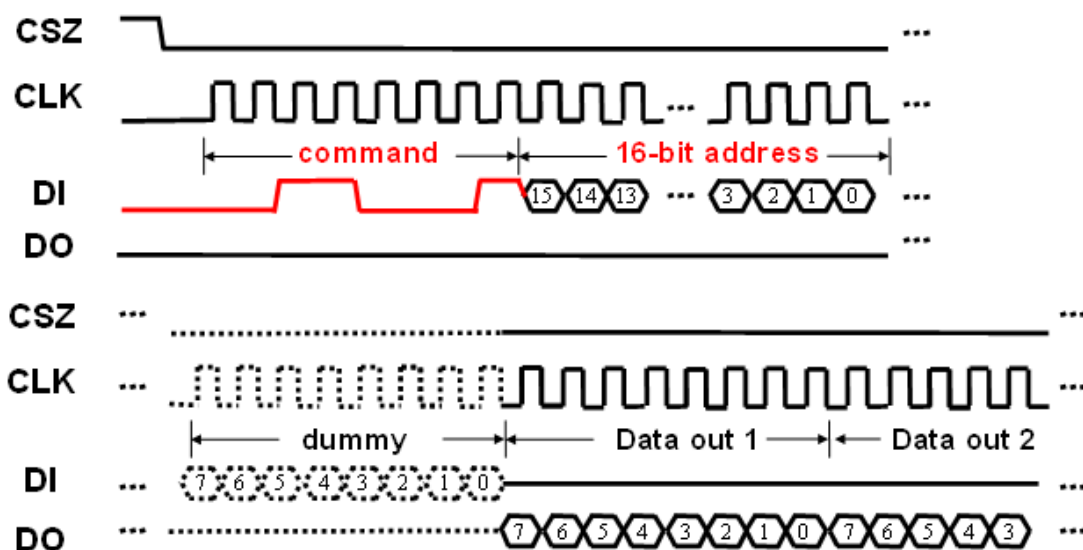 CSZ ...
CLK ... ...
command 16-bit address
DI 15 14 13 ... 3 2 1 0 ...
DO ...
CSZ ... ...
CLK ... ...
dummy Data out 1 Data out 2
DI ... 7 6 5 4 3 2 1 0 ...
DO ... 7 6 5 4 3 2 1 0 7 6 5 4 3 ...